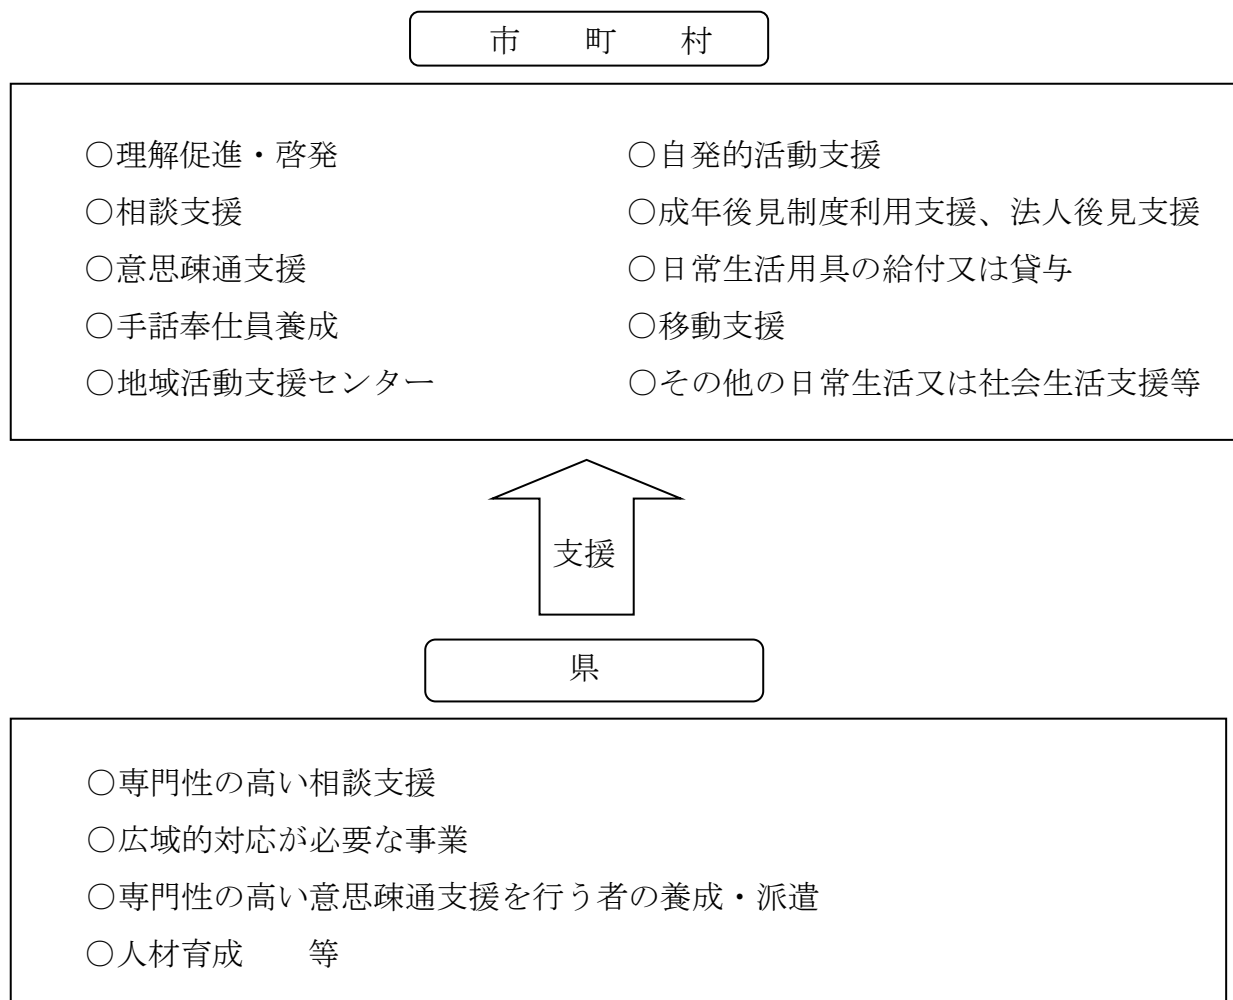 市　町　村
○理解促進・啓発
○相談支援
○意思疎通支援
○手話奉仕員養成
○地域活動支援センター
○自発的活動支援
○成年後見制度利用支援、法人後見支援
○日常生活用具の給付又は貸与
○移動支援
○その他の日常生活又は社会生活支援等
支援
県
○専門性の高い相談支援
○広域的対応が必要な事業
○専門性の高い意思疎通支援を行う者の養成・派遣
○人材育成　　等